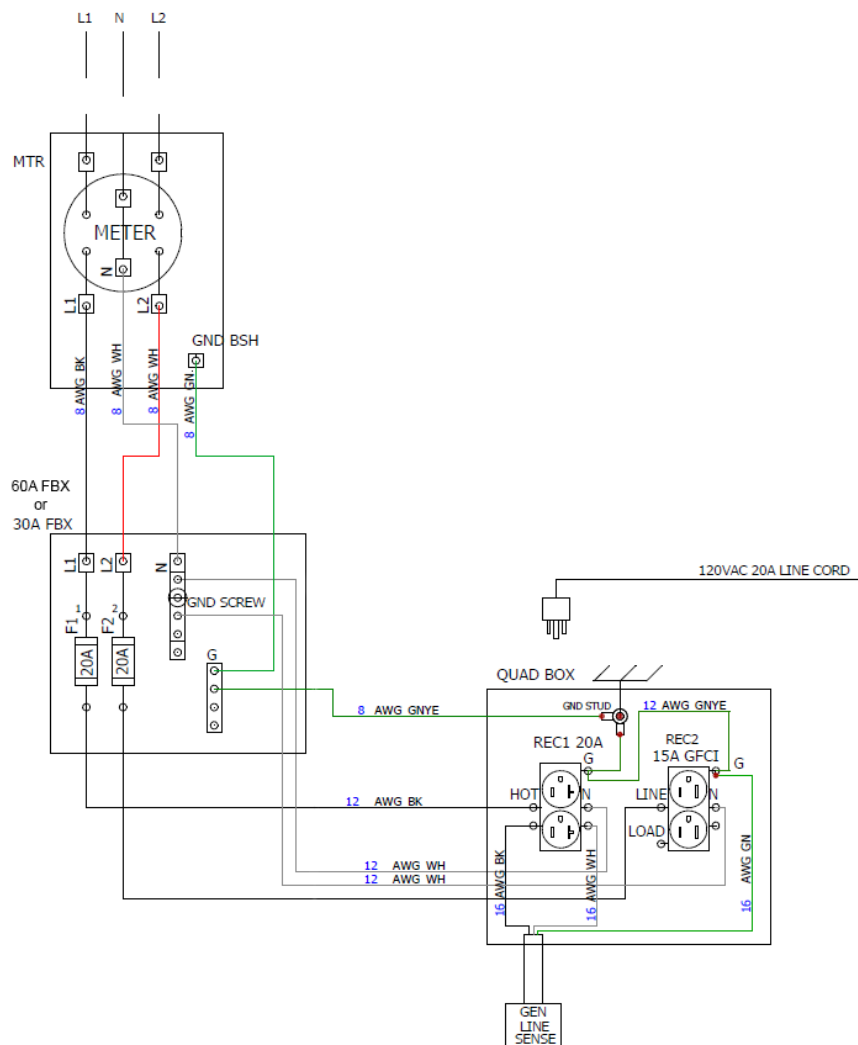 L1 N L2
MTR
METER
N
L1
L2
GND BSH
8 AWG BK
8 AWG WH
8 AWG WH
8 AWG GN
60A FBX
or
30A FBX
L1
L2
N
GND SCREW
F1
1
F2
2
20A
20A
G
120VAC 20A LINE CORD
QUAD BOX
8 AWG GNYE
GND STUD
12 AWG GNYE
REC1 20A
REC2
15A GFCI
G
G
HOT
N
LINE
N
LOAD
12 AWG BK
12 AWG WH
12 AWG WH
16 AWG BK
16 AWG WH
16 AWG GN
GEN
LINE
SENSE